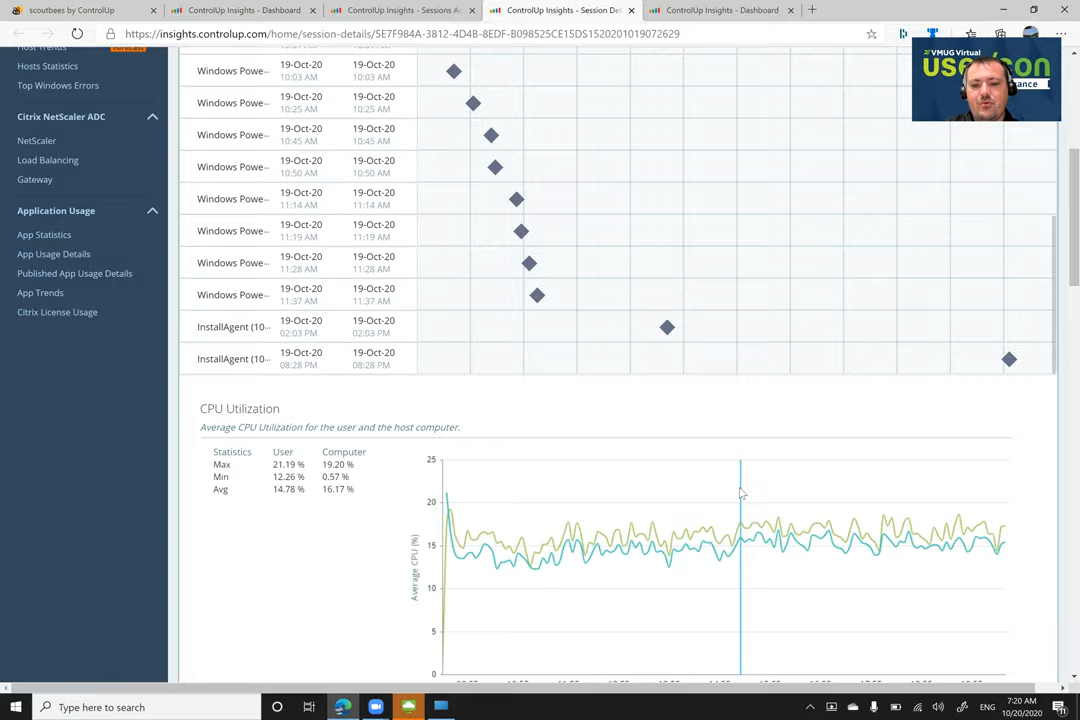 scoutbees by ControlUp
ControlUp Insights - Dashboard
ControlUp Insights - Sessions Ac
ControlUp Insights - Session De
ControlUp Insights - Dashboard
https://insights.controlup.com/home/session-details/5E7F984A-3812-4D4B-8EDF-B098525CE15DS1520201019072629
VMUG Virtual
Hosts Statistics
Top Windows Errors
Citrix NetScaler ADC
NetScaler
Load Balancing
Gateway
Application Usage
App Statistics
App Usage Details
Published App Usage Details
App Trends
Citrix License Usage
Windows Powe··· 19-Oct-20 19-Oct-20
10:03 AM 10:03 AM
Windows Powe··· 19-Oct-20 19-Oct-20
10:25 AM 10:25 AM
Windows Powe··· 19-Oct-20 19-Oct-20
10:45 AM 10:45 AM
Windows Powe··· 19-Oct-20 19-Oct-20
10:50 AM 10:50 AM
Windows Powe··· 19-Oct-20 19-Oct-20
11:14 AM 11:14 AM
Windows Powe··· 19-Oct-20 19-Oct-20
11:19 AM 11:19 AM
Windows Powe··· 19-Oct-20 19-Oct-20
11:28 AM 11:28 AM
Windows Powe··· 19-Oct-20 19-Oct-20
11:37 AM 11:37 AM
InstallAgent (10··· 19-Oct-20 19-Oct-20
02:03 PM 02:03 PM
InstallAgent (10··· 19-Oct-20 19-Oct-20
08:28 PM 08:28 PM
CPU Utilization
Average CPU Utilization for the user and the host computer.
Statistics User Computer
Max 21.19 % 19.20 %
Min 12.26 % 0.57 %
Avg 14.78 % 16.17 %
Average CPU (%)
25
20
15
10
5
0
Type here to search
ENG
7:20 AM
10/20/2020